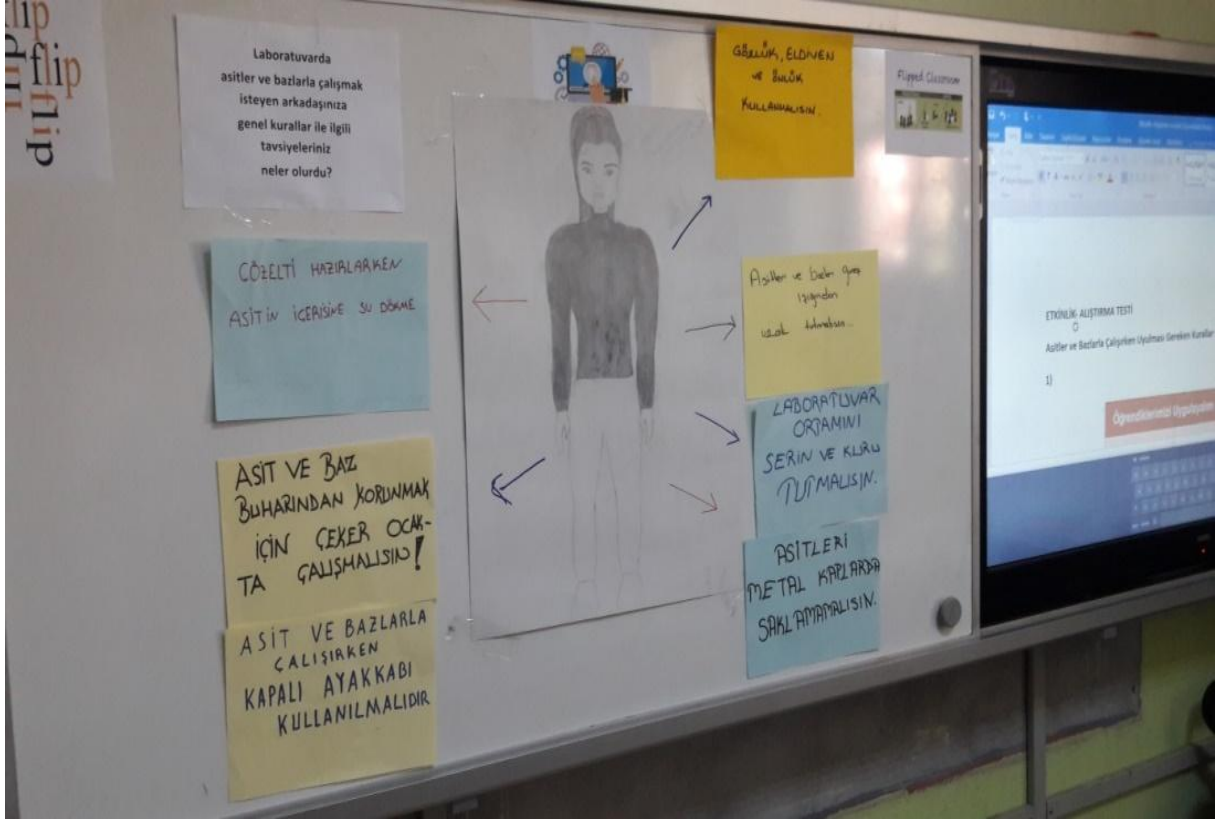 flip
flip
flip
flip
Laboratuvarda
asitler ve bazlarla çalışmak
isteyen arkadaşınıza
genel kurallar ile ilgili
tavsiyeleriniz
neler olurdu?
ÇÖZELTİ HAZIRLARKEN
ASİTİN İÇERİSİNE SU DÖKME
ASİT VE BAZ
BUHARINDAN KORUNMAK
İÇİN ÇEKER OCAK-
TA ÇALIŞMALISIN!
ASİT VE BAZLARLA
ÇALIŞIRKEN
KAPALI AYAKKABI
KULLANILMALIDIR
GÖZLÜK, ELDİVEN
ve ÖNLÜK
KULLANMALISIN.
Asitler ve bazları güneş
ışığından
uzak tutmalısın..
LABORATUVAR
ORTAMINI
SERİN VE KURU
TUTMALISIN.
ASİTLERİ
METAL KAPLARDA
SAKLAMAMALISIN.
Flipped Classroom
ETKİNLİK- ALIŞTIRMA TESTİ
Asitler ve Bazlarla Çalışırken Uyulması Gereken Kurallar
1)
Öğrendiklerimizi Uygulayalım